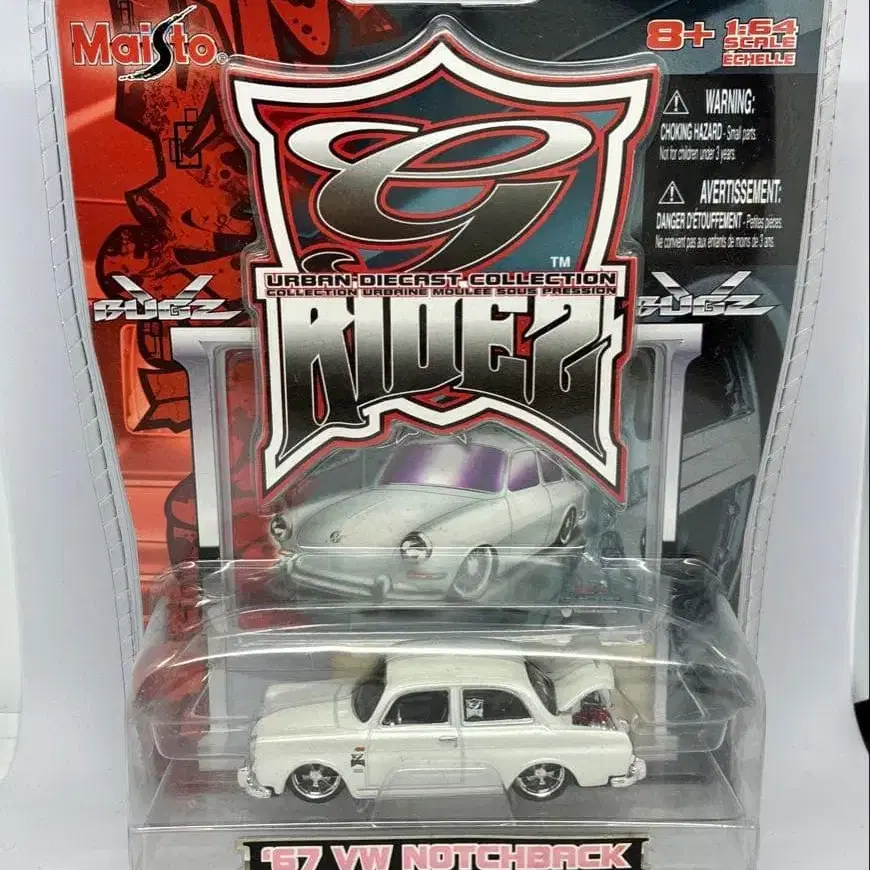 Maisto®
8+ 1:64
SCALE
ÉCHELLE
WARNING:
CHOKING HAZARD - Small parts.
Not for children under 3 years.
AVERTISSEMENT:
DANGER D'ÉTOUFFEMENT - Petites pièces.
Ne convient pas aux enfants de moins de 3 ans.
G
TM
URBAN DIECAST COLLECTION
COLLECTION URBAINE MOULÉE SOUS PRESSION
RIDEZ
V BUGZ
V BUGZ
'67 VW NOTCHBACK